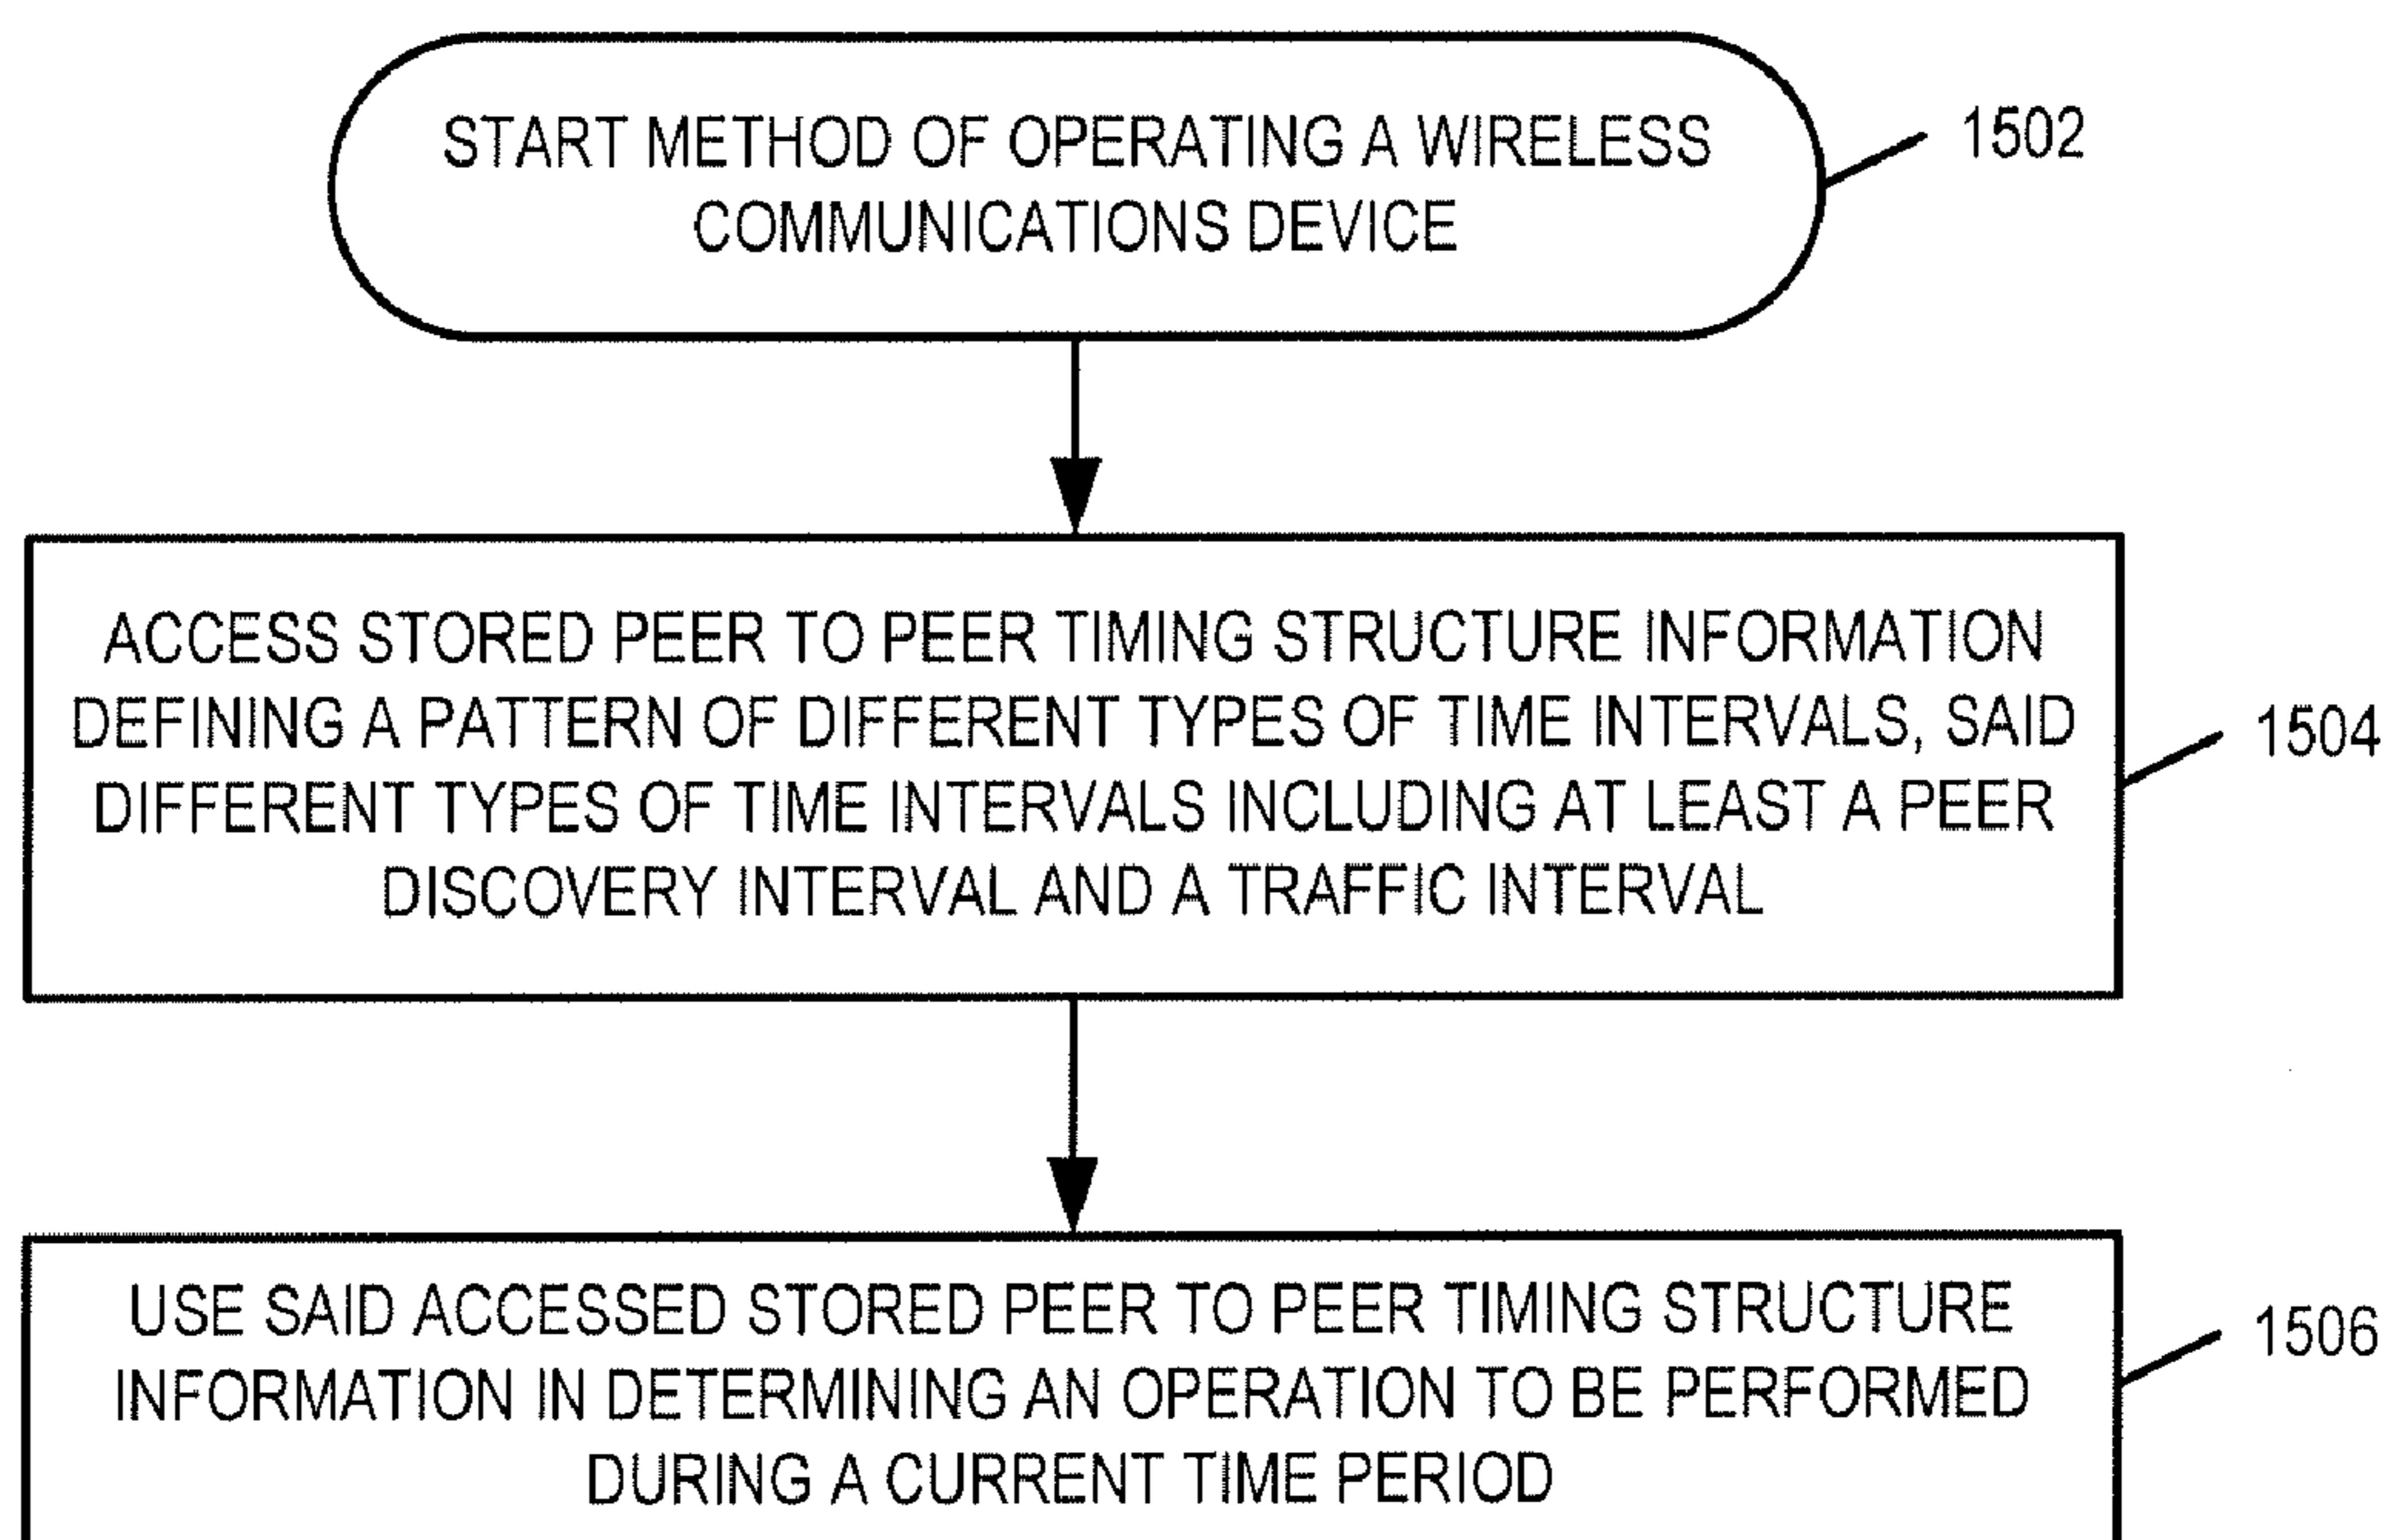 START METHOD OF OPERATING A WIRELESS
COMMUNICATIONS DEVICE
1502
ACCESS STORED PEER TO PEER TIMING STRUCTURE INFORMATION
DEFINING A PATTERN OF DIFFERENT TYPES OF TIME INTERVALS, SAID
DIFFERENT TYPES OF TIME INTERVALS INCLUDING AT LEAST A PEER
DISCOVERY INTERVAL AND A TRAFFIC INTERVAL
1504
USE SAID ACCESSED STORED PEER TO PEER TIMING STRUCTURE
INFORMATION IN DETERMINING AN OPERATION TO BE PERFORMED
DURING A CURRENT TIME PERIOD
1506